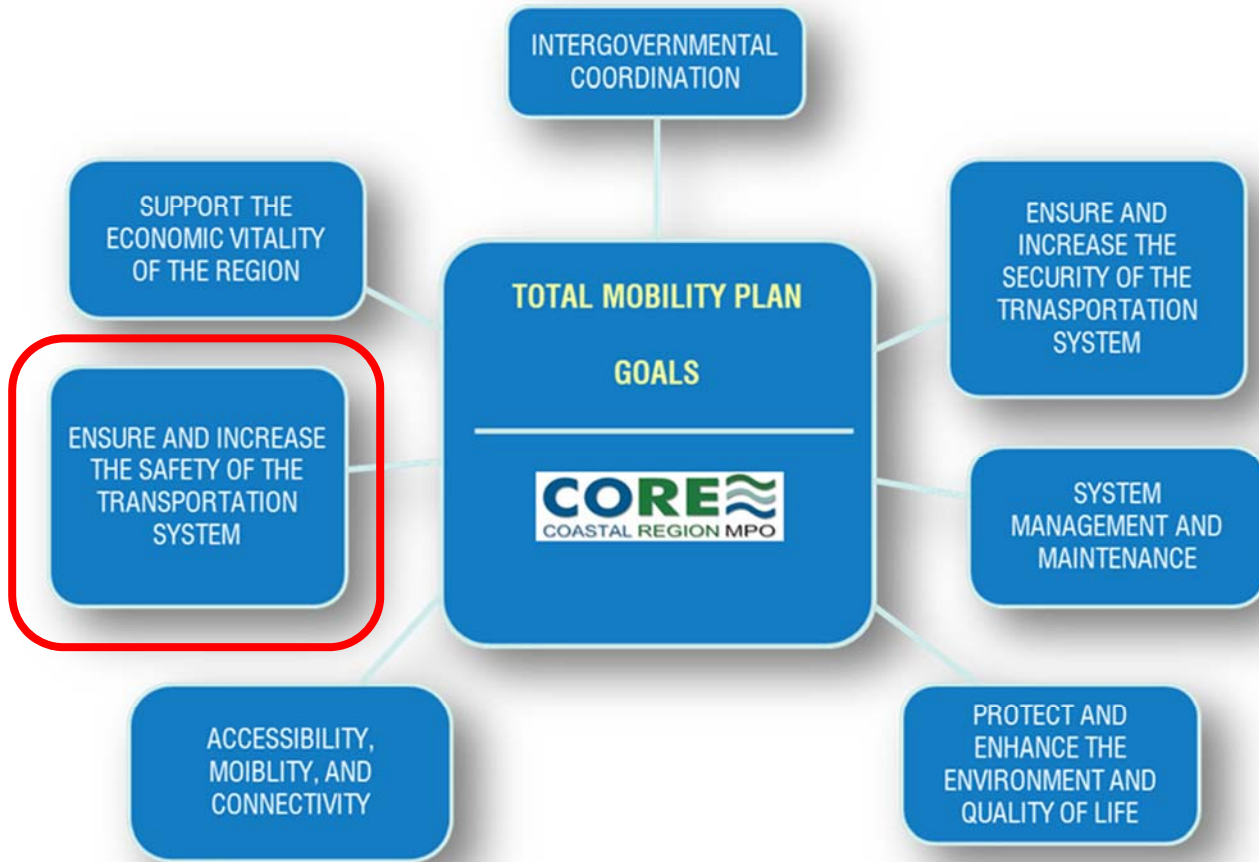 INTERGOVERNMENTAL
COORDINATION
SUPPORT THE
ECONOMIC VITALITY
OF THE REGION
ENSURE AND
INCREASE THE
SECURITY OF THE
TRNASPORTATION
SYSTEM
TOTAL MOBILITY PLAN
GOALS
CORE
COASTAL REGION MPO
ENSURE AND INCREASE
THE SAFETY OF THE
TRANSPORTATION
SYSTEM
SYSTEM
MANAGEMENT AND
MAINTENANCE
ACCESSIBILITY,
MOIBLITY, AND
CONNECTIVITY
PROTECT AND
ENHANCE THE
ENVIRONMENT AND
QUALITY OF LIFE